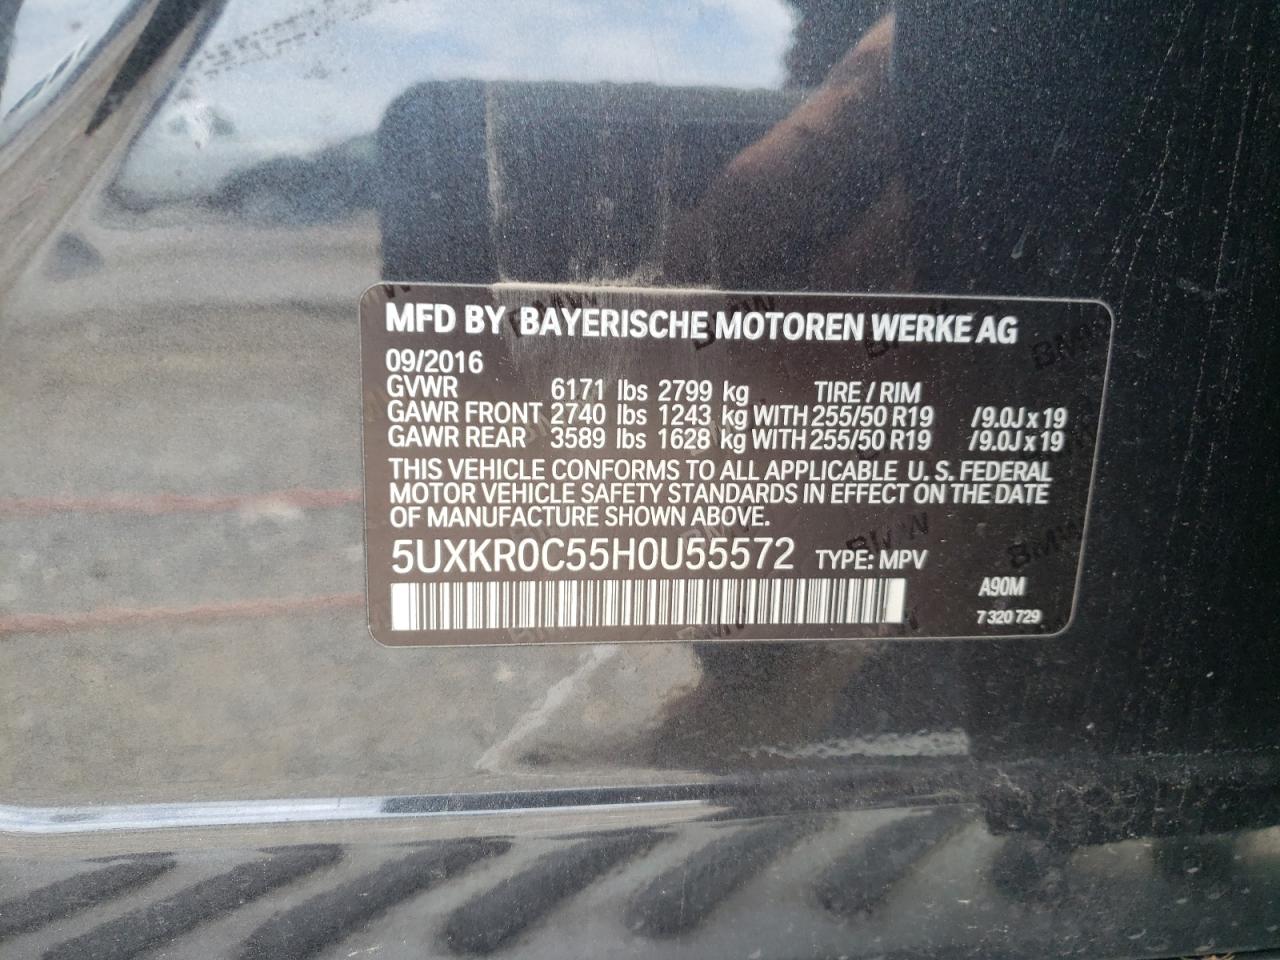 MFD BY BAYERISCHE MOTOREN WERKE AG
09/2016
GVWR 6171 lbs 2799 kg TIRE / RIM
GAWR FRONT 2740 lbs 1243 kg WITH 255/50 R19 /9.0J x 19
GAWR REAR 3589 lbs 1628 kg WITH 255/50 R19 /9.0J x 19
THIS VEHICLE CONFORMS TO ALL APPLICABLE U.S. FEDERAL
MOTOR VEHICLE SAFETY STANDARDS IN EFFECT ON THE DATE
OF MANUFACTURE SHOWN ABOVE.
5UXKR0C55H0U55572 TYPE: MPV
A90M
7 320 729